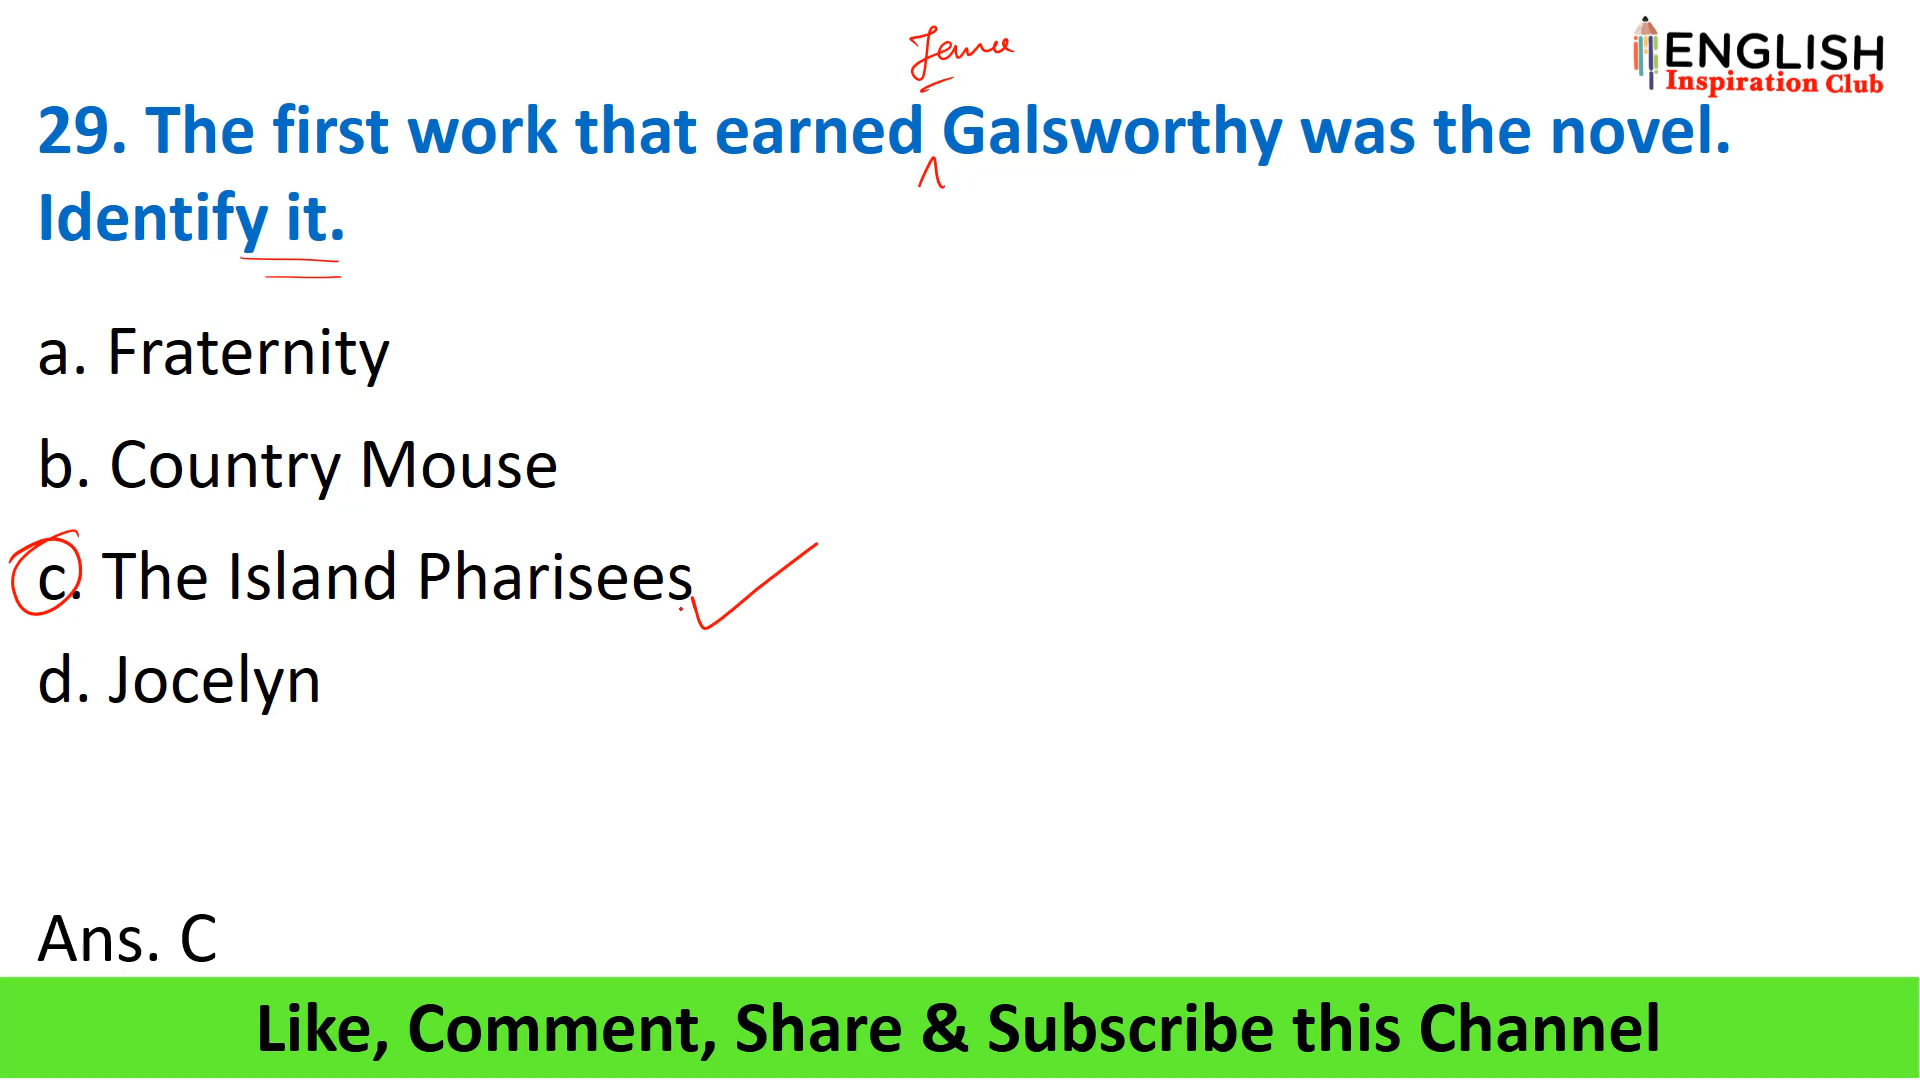 fame
ENGLISH
Inspiration Club
29. The first work that earned Galsworthy was the novel.
Identify it.
a. Fraternity
b. Country Mouse
c. The Island Pharisees
d. Jocelyn
Ans. C
Like, Comment, Share & Subscribe this Channel